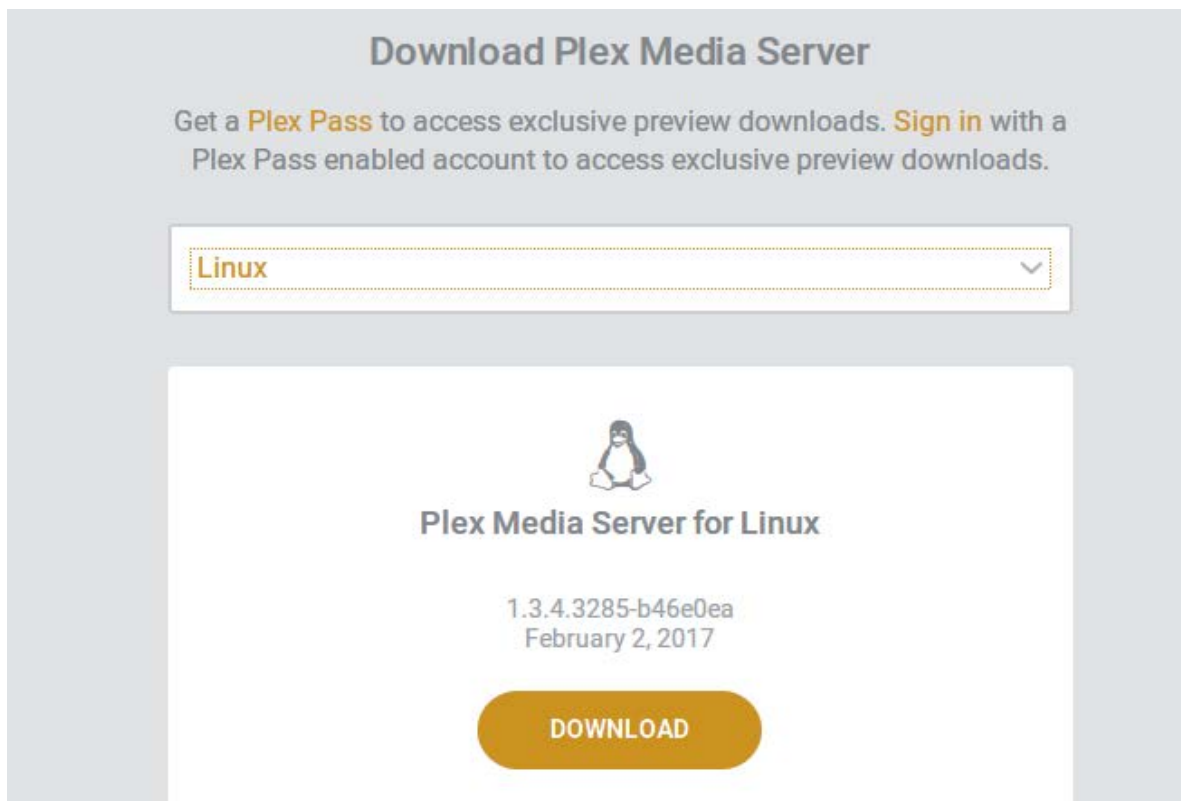 Download Plex Media Server
Get a Plex Pass to access exclusive preview downloads. Sign in with a
Plex Pass enabled account to access exclusive preview downloads.
Linux
Plex Media Server for Linux
1.3.4.3285-b46e0ea
February 2, 2017
DOWNLOAD